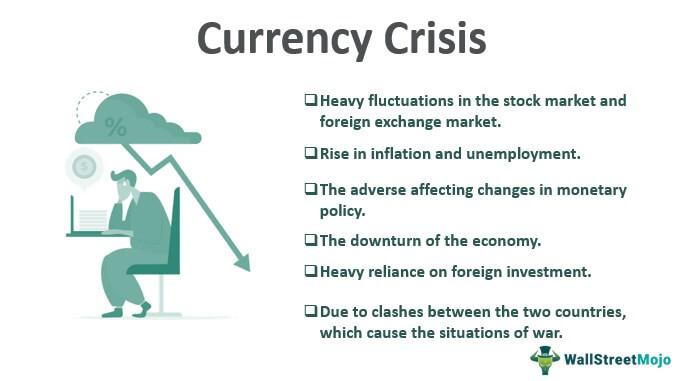 Currency Crisis
❑Heavy fluctuations in the stock market and
foreign exchange market.
❑Rise in inflation and unemployment.
❑The adverse affecting changes in monetary
policy.
❑The downturn of the economy.
❑Heavy reliance on foreign investment.
❑Due to clashes between the two countries,
which cause the situations of war.
%
$
WallStreetMojo